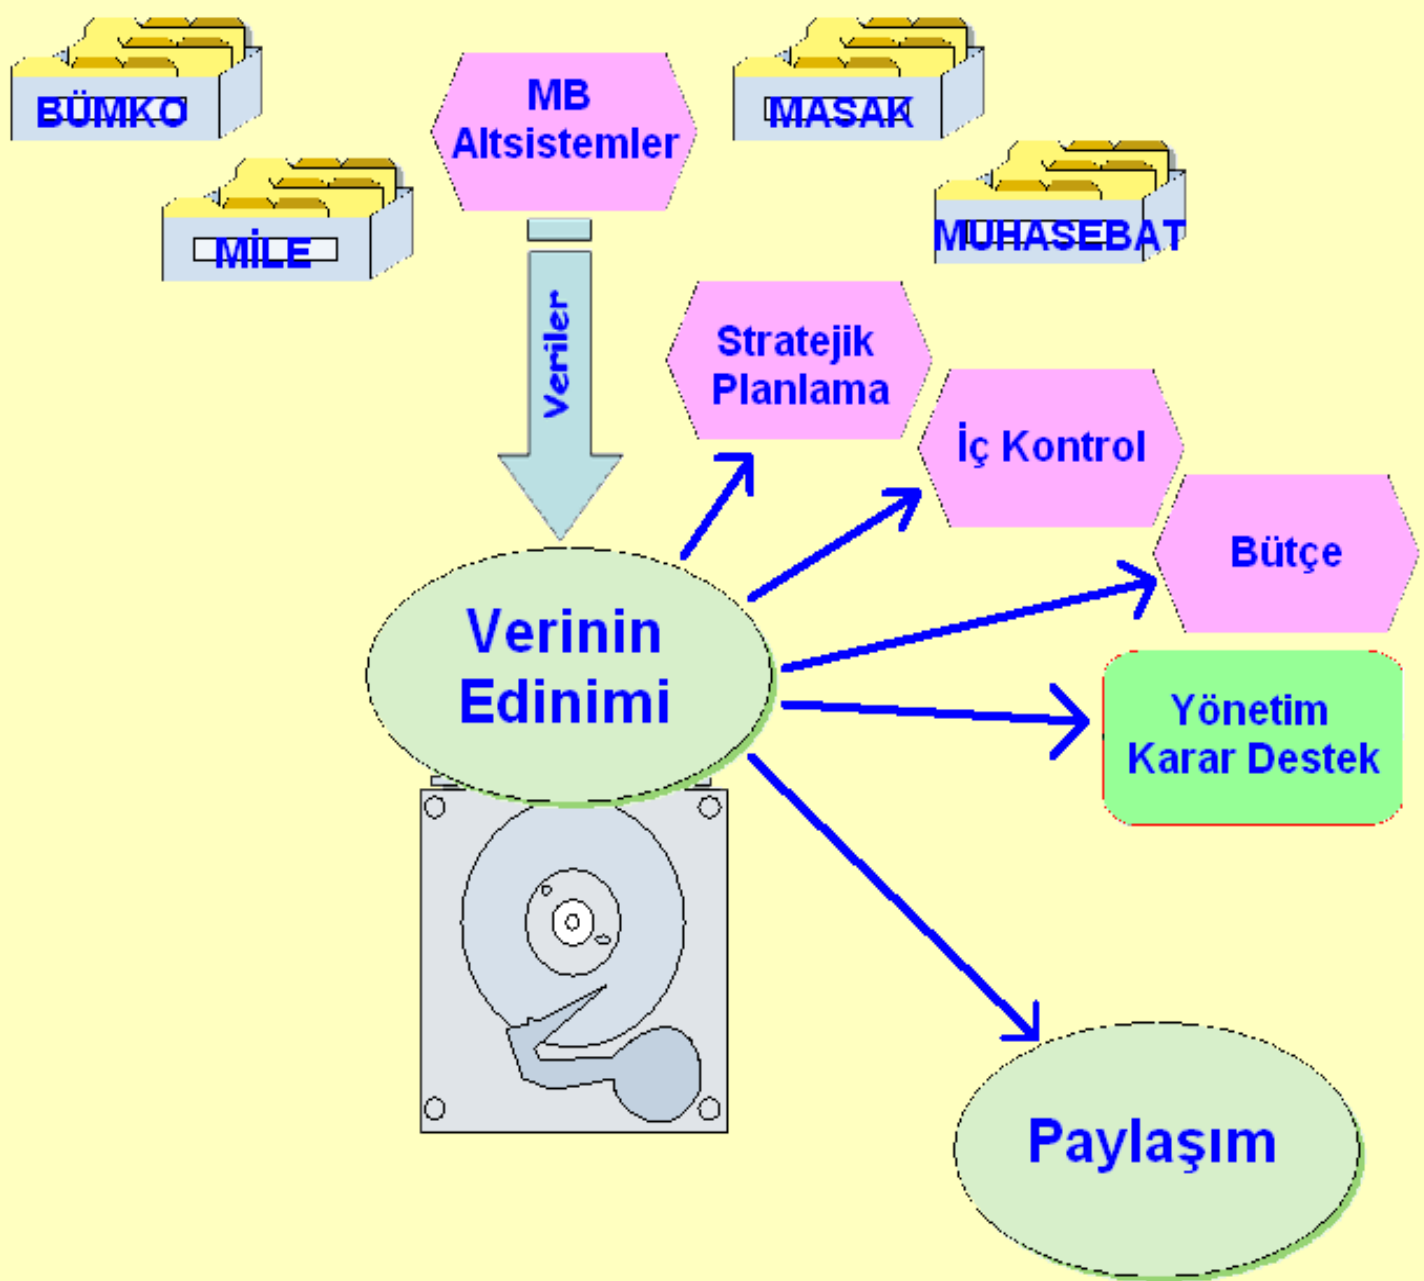 BÜMKO
MB
Altsistemler
MASAK
MİLE
MUHASEBAT
Veriler
Stratejik
Planlama
İç Kontrol
Bütçe
Verinin
Edinimi
Yönetim
Karar Destek
Paylaşım